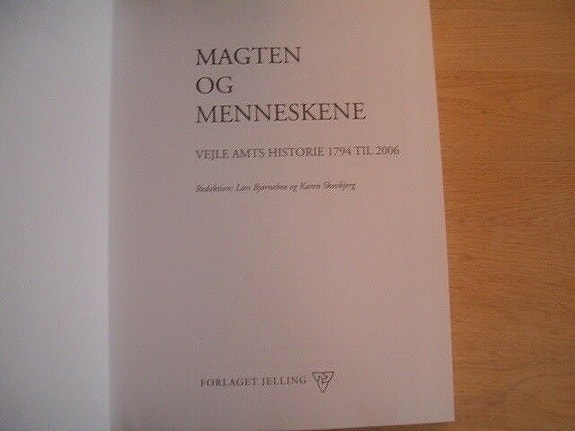 MAGTEN
OG
MENNESKENE
VEJLE AMTS HISTORIE 1794 TIL 2006
Redaktion: Lars Bjørneboe og Karen Skovbjerg
FORLAGET JELLING